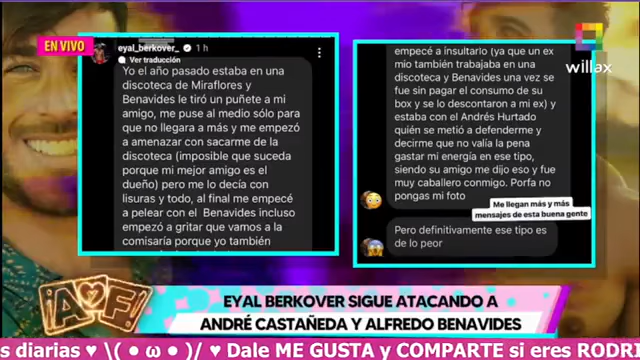 EN VIVO
willax
eyal_berkover_ 1 h
Ver traducción
Yo el año pasado estaba en una
discoteca de Miraflores y
Benavides le tiró un puñete a mi
amigo, me puse al medio sólo para
que no llegara a más y me empezó
a amenazar con sacarme de la
discoteca (imposible que suceda
porque mi mejor amigo es el
dueño) pero me lo decía con
lisuras y todo, al final me empecé
a pelear con el Benavides incluso
empezó a gritar que vamos a la
comisaría porque yo también
empecé a insultarlo (ya que un ex
mio también trabajaba en una
discoteca y Benavides una vez se
fue sin pagar el consumo de su
box y se lo descontaron a mi ex) y
estaba con el Andrés Hurtado
quién se metió a defenderme y
decirme que no valía la pena
gastar mi energía en ese tipo,
siendo su amigo me dijo eso y fue
muy caballero conmigo. Porfa no
pongas mi foto
Me llegan más y más
mensajes de esta buena gente
Pero definitivamente ese tipo es
de lo peor
¡A♥F!
EYAL BERKOVER SIGUE ATACANDO A
ANDRÉ CASTAÑEDA Y ALFREDO BENAVIDES
s diarias ♥ \( ๏ ω ๏ )/ ♥ Dale ME GUSTA y COMPARTE si eres RODR